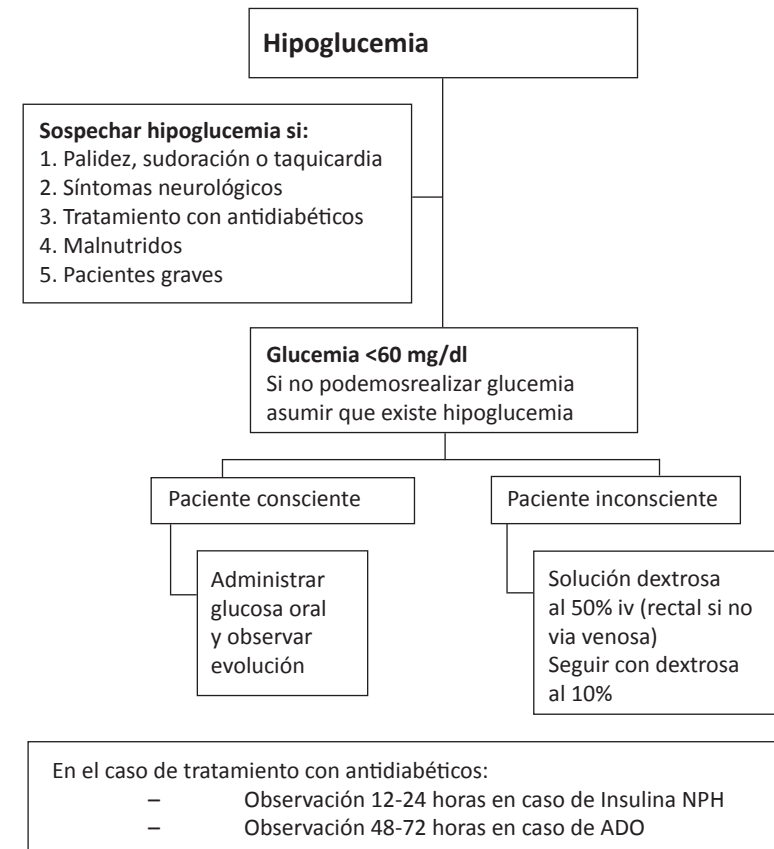 Hipoglucemia
Sospechar hipoglucemia si:
1. Palidez, sudoración o taquicardia
2. Síntomas neurológicos
3. Tratamiento con antidiabéticos
4. Malnutridos
5. Pacientes graves
Glucemia <60 mg/dl
Si no podemosrealizar glucemia
asumir que existe hipoglucemia
Paciente consciente
Paciente inconsciente
Administrar
glucosa oral
y observar
evolución
Solución dextrosa
al 50% iv (rectal si no
via venosa)
Seguir con dextrosa
al 10%
En el caso de tratamiento con antidiabéticos:
– Observación 12-24 horas en caso de Insulina NPH
– Observación 48-72 horas en caso de ADO